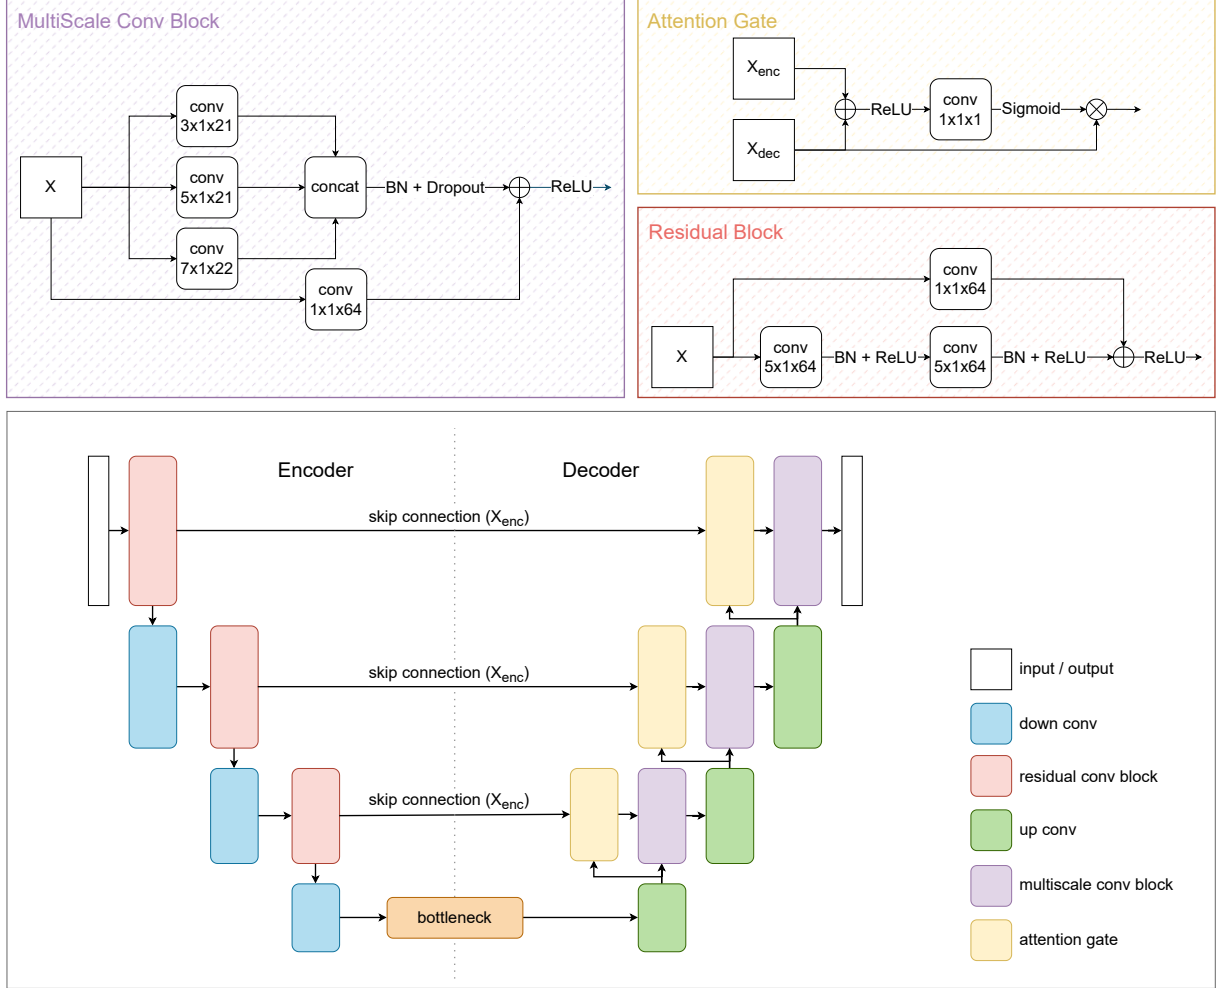 MultiScale Conv Block
conv
3x1x21
X
conv
5x1x21
concat
BN + Dropout
ReLU
conv
7x1x22
conv
1x1x64
Attention Gate
Xenc
ReLU
conv
1x1x1
Sigmoid
Xdec
Residual Block
conv
1x1x64
X
conv
5x1x64
BN + ReLU
conv
5x1x64
BN + ReLU
ReLU
Encoder
Decoder
skip connection (Xenc)
skip connection (Xenc)
skip connection (Xenc)
bottleneck
input / output
down conv
residual conv block
up conv
multiscale conv block
attention gate